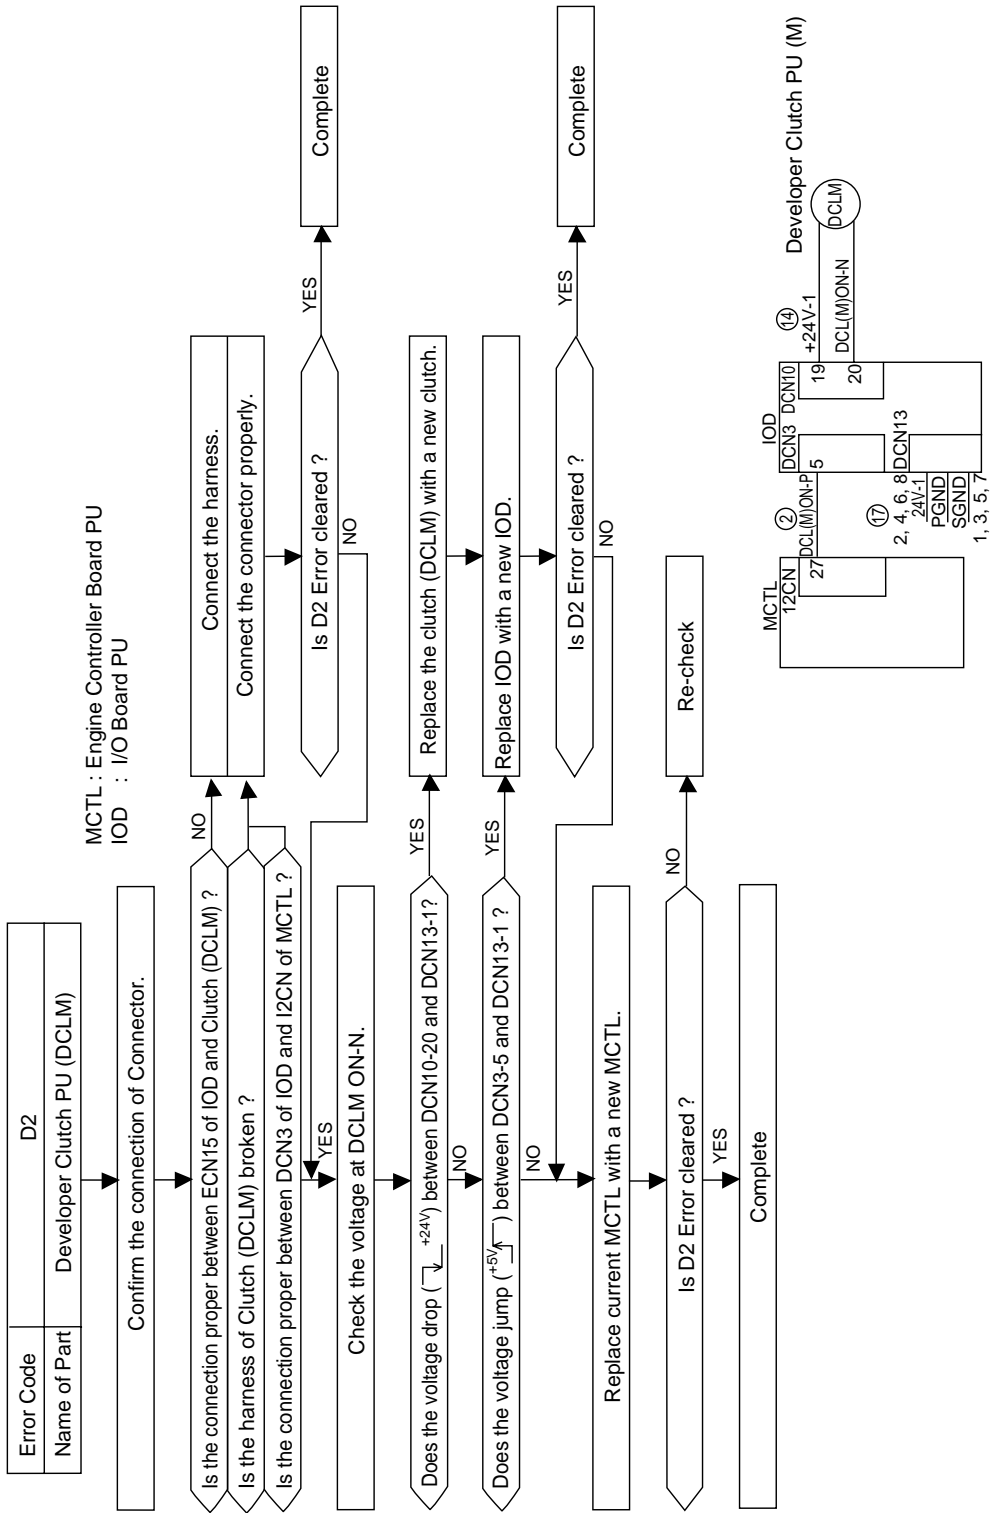 Error Code D2
Name of Part Developer Clutch PU (DCLM)
MCTL : Engine Controller Board PU
IOD : I/O Board PU
Confirm the connection of Connector.
Is the connection proper between ECN15 of IOD and Clutch (DCLM) ?
NO
Connect the harness.
Is the harness of Clutch (DCLM) broken ?
Connect the connector properly.
Is the connection proper between DCN3 of IOD and I2CN of MCTL ?
YES
Is D2 Error cleared ?
YES
Complete
NO
Check the voltage at DCLM ON-N.
Does the voltage drop ( +24V) between DCN10-20 and DCN13-1?
YES
Replace the clutch (DCLM) with a new clutch.
NO
Does the voltage jump (+5V ) between DCN3-5 and DCN13-1 ?
YES
Replace IOD with a new IOD.
NO
Is D2 Error cleared ?
YES
Complete
NO
Replace current MCTL with a new MCTL.
Is D2 Error cleared ?
NO
Re-check
YES
Complete
MCTL
12CN
27
②
DCL(M)ON-P
IOD
DCN3 DCN10
5
19
20
⑭
+24V-1
DCL(M)ON-N
Developer Clutch PU (M)
DCLM
⑰
2, 4, 6, 8 DCN13
24V-1
PGND
SGND
1, 3, 5, 7